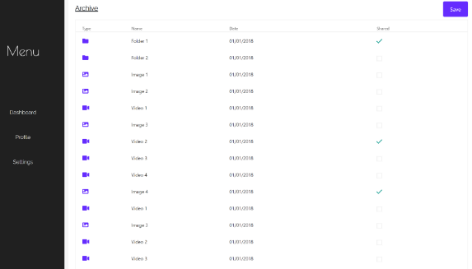 Archive
Save
Menu
Dashboard
Profile
Settings
Type Name Date Shared
Folder 1 01/01/2018
Folder 2 01/01/2018
Image 1 01/01/2018
Image 2 01/01/2018
Video 1 01/01/2018
Image 3 01/01/2018
Video 2 01/01/2018
Video 3 01/01/2018
Video 4 01/01/2018
Image 4 01/01/2018
Video 1 01/01/2018
Image 3 01/01/2018
Video 2 01/01/2018
Video 3 01/01/2018